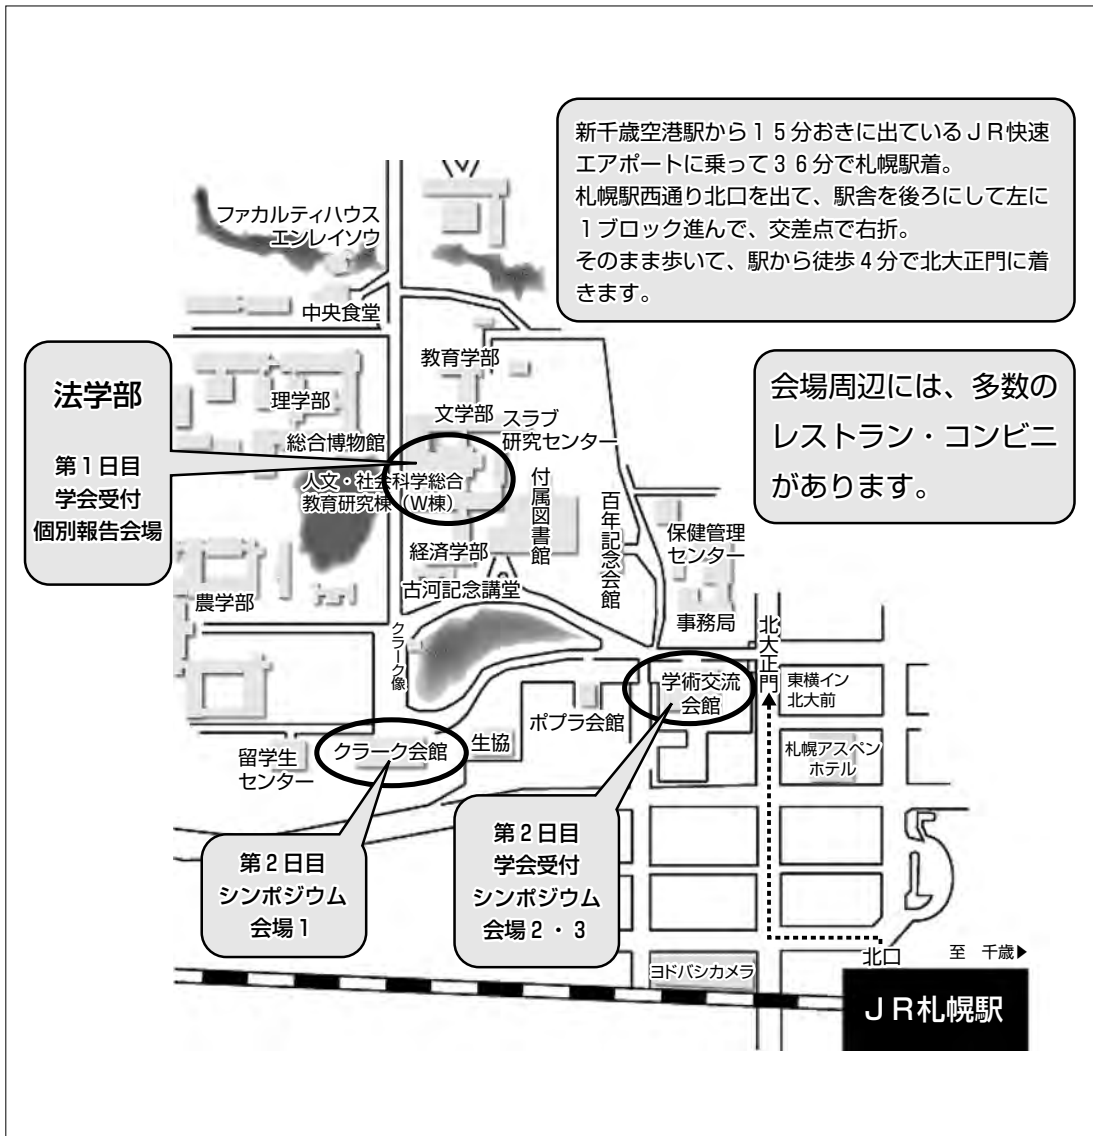 新千歳空港駅から１５分おきに出ているＪＲ快速
エアポートに乗って３６分で札幌駅着。
札幌駅西通り北口を出て、駅舎を後ろにして左に
１ブロック進んで、交差点で右折。
そのまま歩いて、駅から徒歩４分で北大正門に着
きます。
会場周辺には、多数の
レストラン・コンビニ
があります。
ファカルティハウス
エンレイソウ
中央食堂
法学部
第１日目
学会受付
個別報告会場
教育学部
理学部
文学部
スラブ
研究センター
総合博物館
人文・社会科学総合
教育研究棟（W棟）
付属図書館
百年記念会館
保健管理
センター
経済学部
古河記念講堂
農学部
事務局
クラーク像
北大正門
学術交流
会館
東横イン
北大前
ポプラ会館
生協
クラーク会館
留学生
センター
札幌アスペン
ホテル
第２日目
シンポジウム
会場１
第２日目
学会受付
シンポジウム
会場２・３
北口
至　千歳▶
ヨドバシカメラ
ＪＲ札幌駅